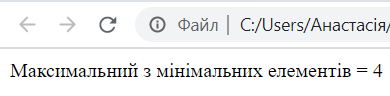 Файл C:/Users/Анастасія/
Максимальний з мінімальних елементів = 4